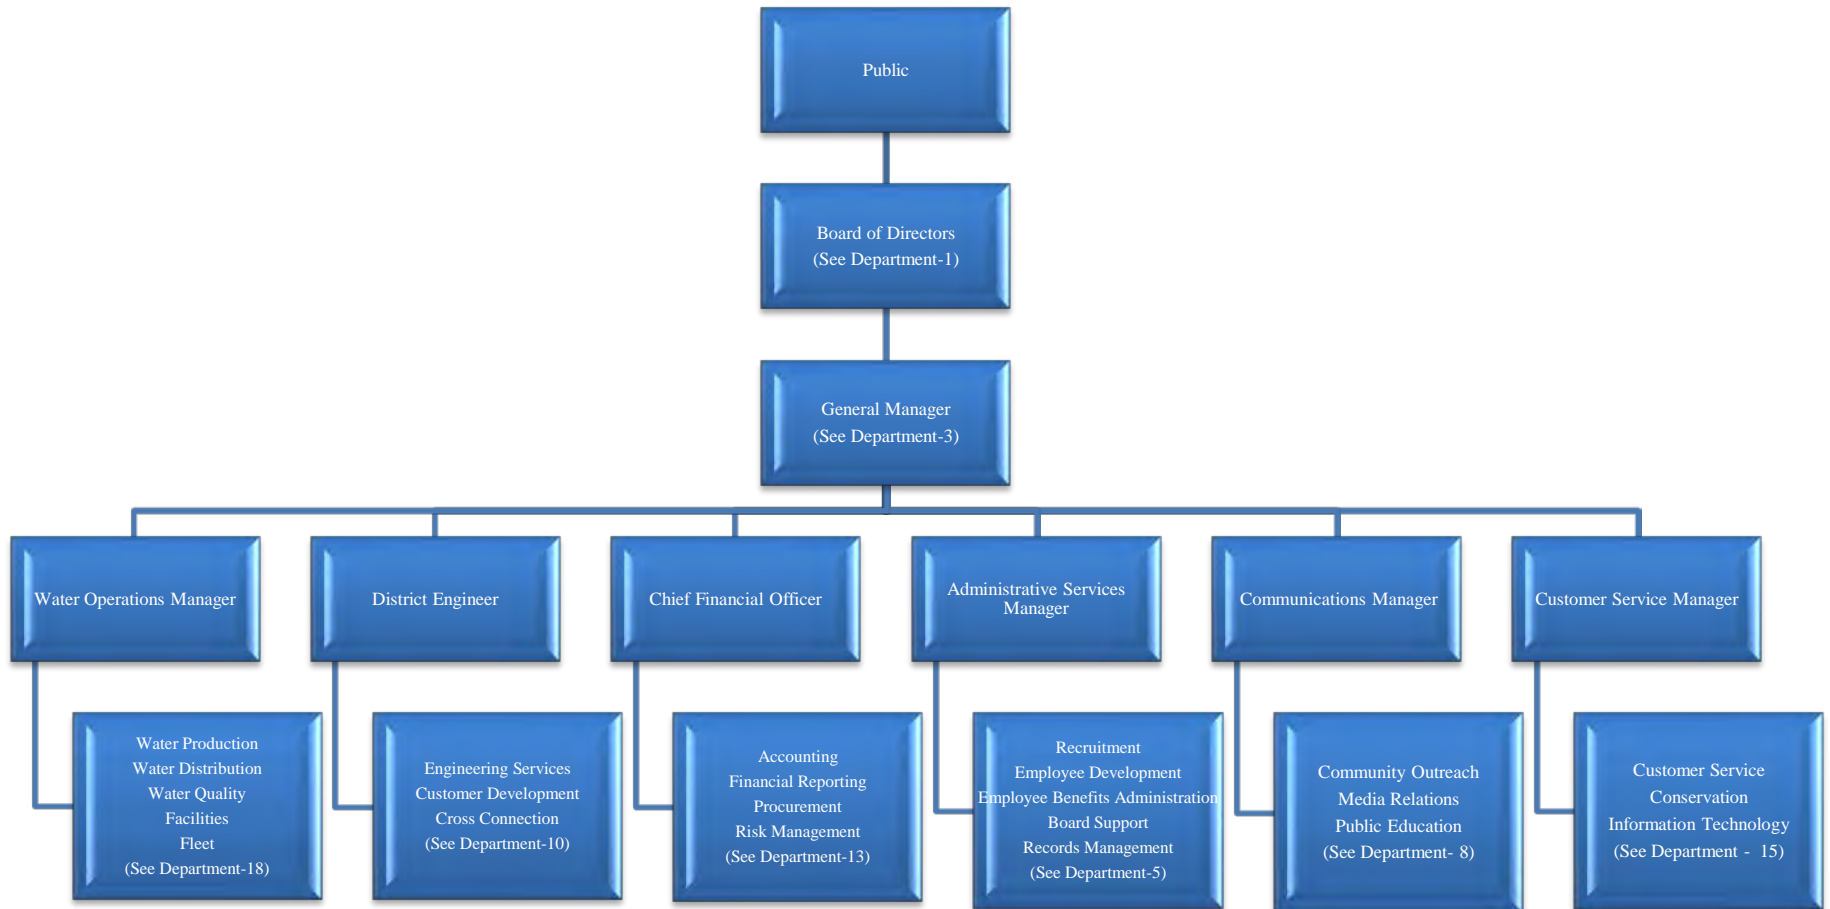 Public
Board of Directors
(See Department-1)
General Manager
(See Department-3)
Water Operations Manager
District Engineer
Chief Financial Officer
Administrative Services
Manager
Communications Manager
Customer Service Manager
Water Production
Water Distribution
Water Quality
Facilities
Fleet
(See Department-18)
Engineering Services
Customer Development
Cross Connection
(See Department-10)
Accounting
Financial Reporting
Procurement
Risk Management
(See Department-13)
Recruitment
Employee Development
Employee Benefits Administration
Board Support
Records Management
(See Department-5)
Community Outreach
Media Relations
Public Education
(See Department- 8)
Customer Service
Conservation
Information Technology
(See Department - 15)